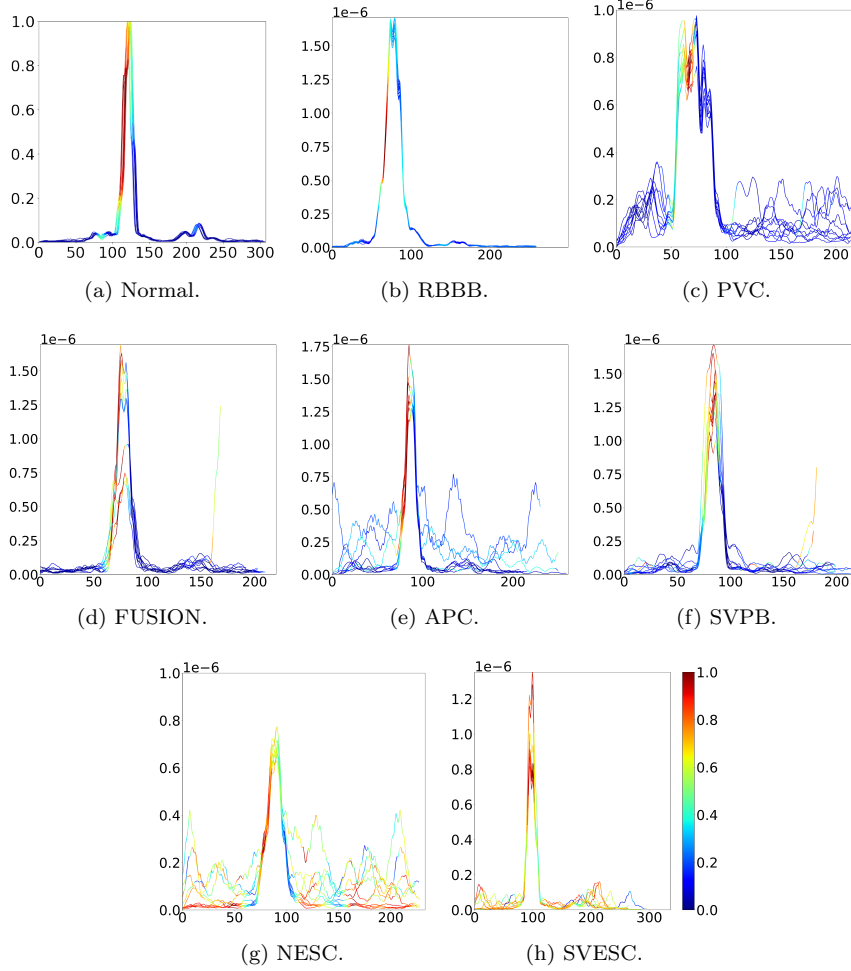 1.0
0.8
0.6
0.4
0.2
0.0
0 50 100 150 200 250 300
(a) Normal.
1e-6
1.50
1.25
1.00
0.75
0.50
0.25
0.00
0 100 200
(b) RBBB.
1e-6
1.0
0.8
0.6
0.4
0.2
0.0
0 50 100 150 200
(c) PVC.
1e-6
1.50
1.25
1.00
0.75
0.50
0.25
0.00
0 50 100 150 200
(d) FUSION.
1e-6
1.75
1.50
1.25
1.00
0.75
0.50
0.25
0.00
0 100 200
(e) APC.
1e-6
1.50
1.25
1.00
0.75
0.50
0.25
0.00
0 50 100 150 200
(f) SVPB.
1e-6
1.0
0.8
0.6
0.4
0.2
0.0
0 50 100 150 200
(g) NESC.
1e-6
1.2
1.0
0.8
0.6
0.4
0.2
0.0
0 100 200 300
(h) SVESC.
1.0
0.8
0.6
0.4
0.2
0.0